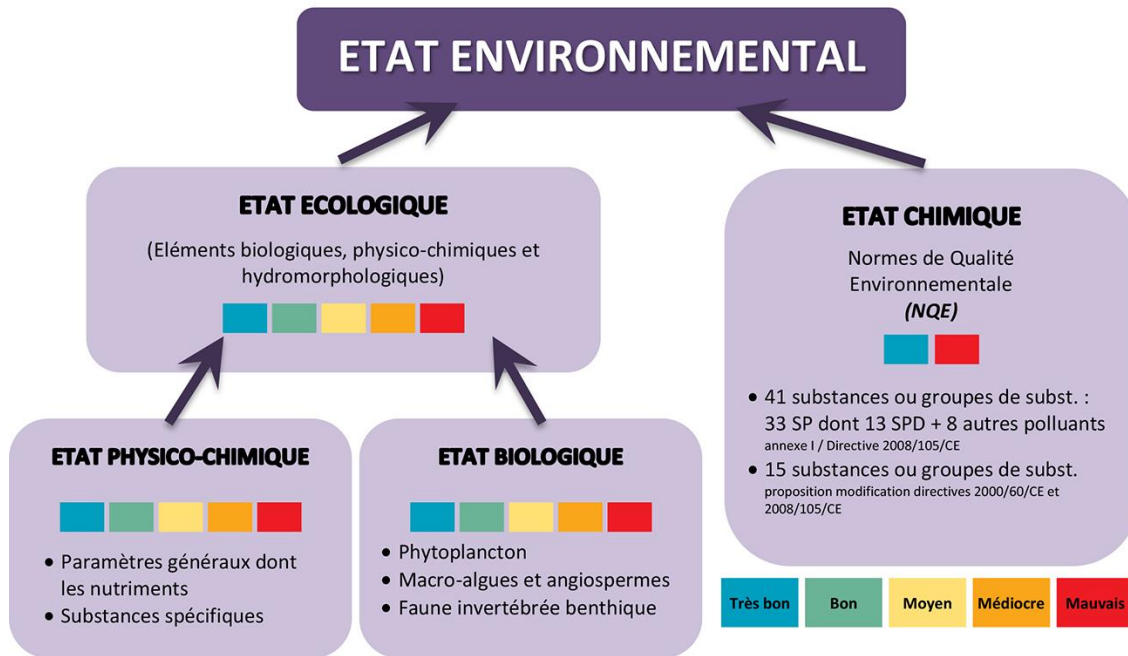 ETAT ENVIRONNEMENTAL
ETAT ECOLOGIQUE
(Eléments biologiques, physico-chimiques et
hydromorphologiques)
ETAT CHIMIQUE
Normes de Qualité
Environnementale
(NQE)
• 41 substances ou groupes de subst. :
33 SP dont 13 SPD + 8 autres polluants
annexe I / Directive 2008/105/CE
• 15 substances ou groupes de subst.
proposition modification directives 2000/60/CE et
2008/105/CE
ETAT PHYSICO-CHIMIQUE
• Paramètres généraux dont
les nutriments
• Substances spécifiques
ETAT BIOLOGIQUE
• Phytoplancton
• Macro-algues et angiospermes
• Faune invertébrée benthique
Très bon
Bon
Moyen
Médiocre
Mauvais